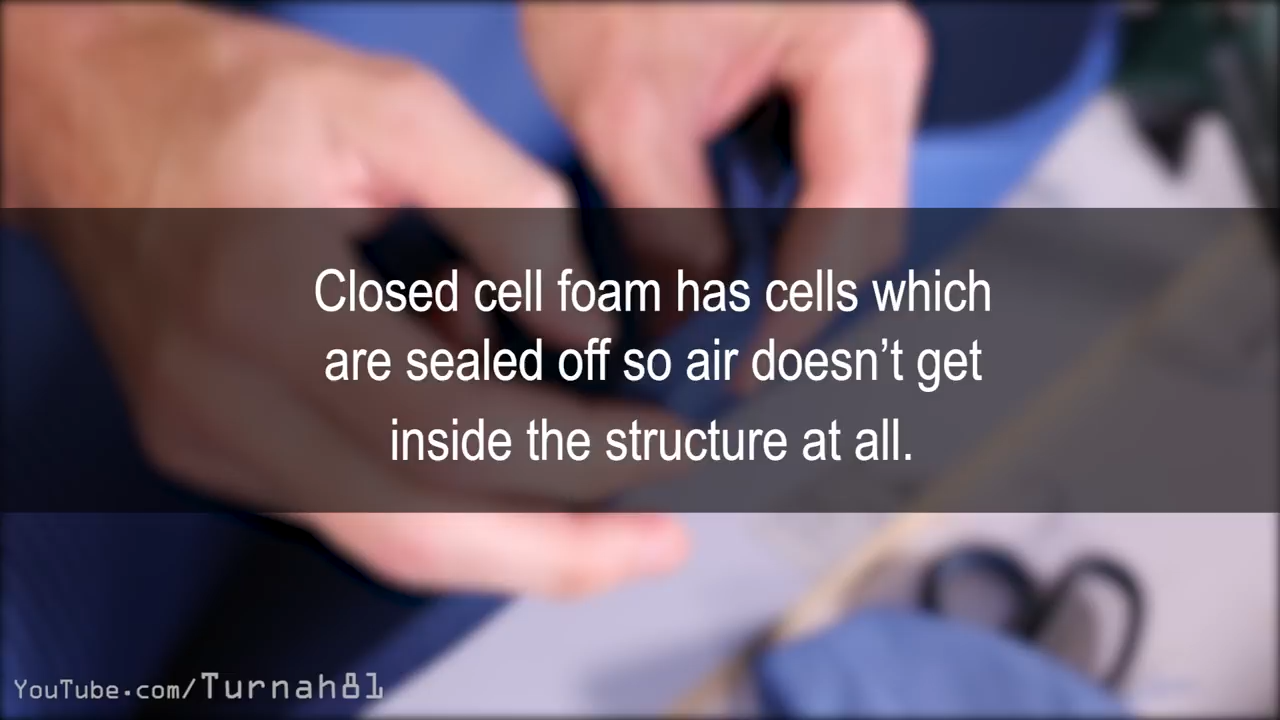 Closed cell foam has cells which
are sealed off so air doesn’t get
inside the structure at all.
YouTube.com/Turnah81